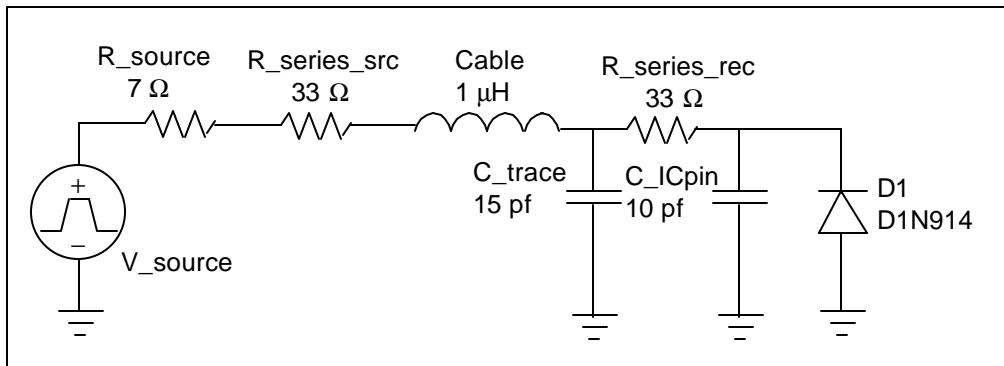 R_source
7 Ω
R_series_src
33 Ω
Cable
1 μH
R_series_rec
33 Ω
C_trace
15 pf
C_ICpin
10 pf
D1
D1N914
+
−
V_source